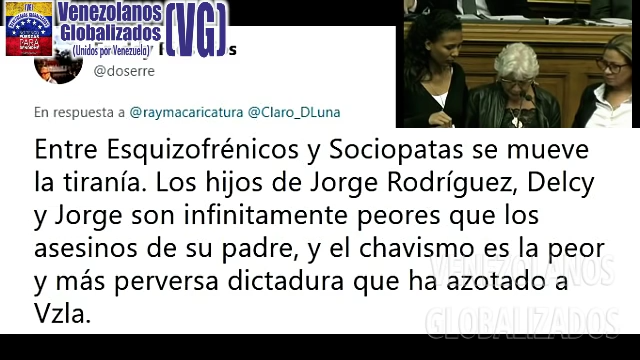 (VG)
Venezolanos
Globalizados (VG)
(Unidos por Venezuela)
@doserre
En respuesta a @raymacaricatura @Claro_DLuna
Entre Esquizofrénicos y Sociopatas se mueve
la tiranía. Los hijos de Jorge Rodríguez, Delcy
y Jorge son infinitamente peores que los
asesinos de su padre, y el chavismo es la peor
y más perversa dictadura que ha azotado a
Vzla.
VENEZOLANOS
GLOBALIZADOS